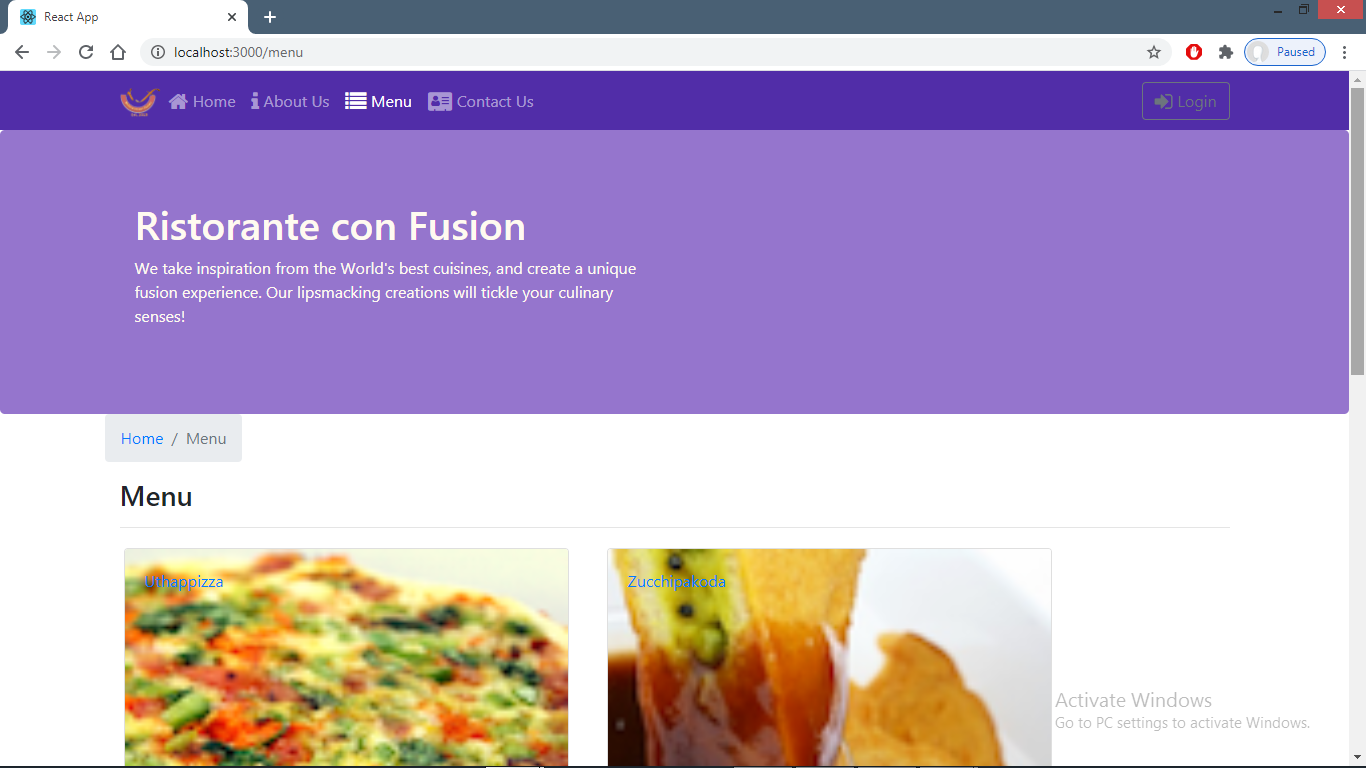 React App
localhost:3000/menu
Paused
Home About Us Menu Contact Us Login
Ristorante con Fusion
We take inspiration from the World's best cuisines, and create a unique
fusion experience. Our lipsmacking creations will tickle your culinary
senses!
Home / Menu
Menu
Uthappizza
Zucchipakoda
Activate Windows
Go to PC settings to activate Windows.